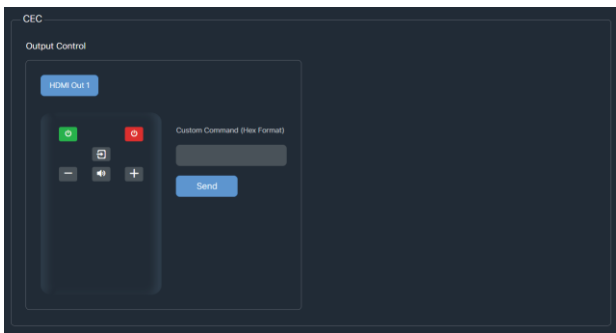 CEC
Output Control
HDMI Out 1
Custom Command (Hex Format)
Send